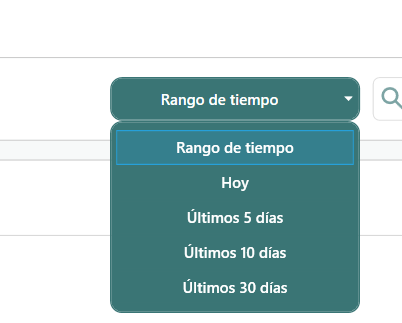 Rango de tiempo
Rango de tiempo
Hoy
Últimos 5 días
Últimos 10 días
Últimos 30 días